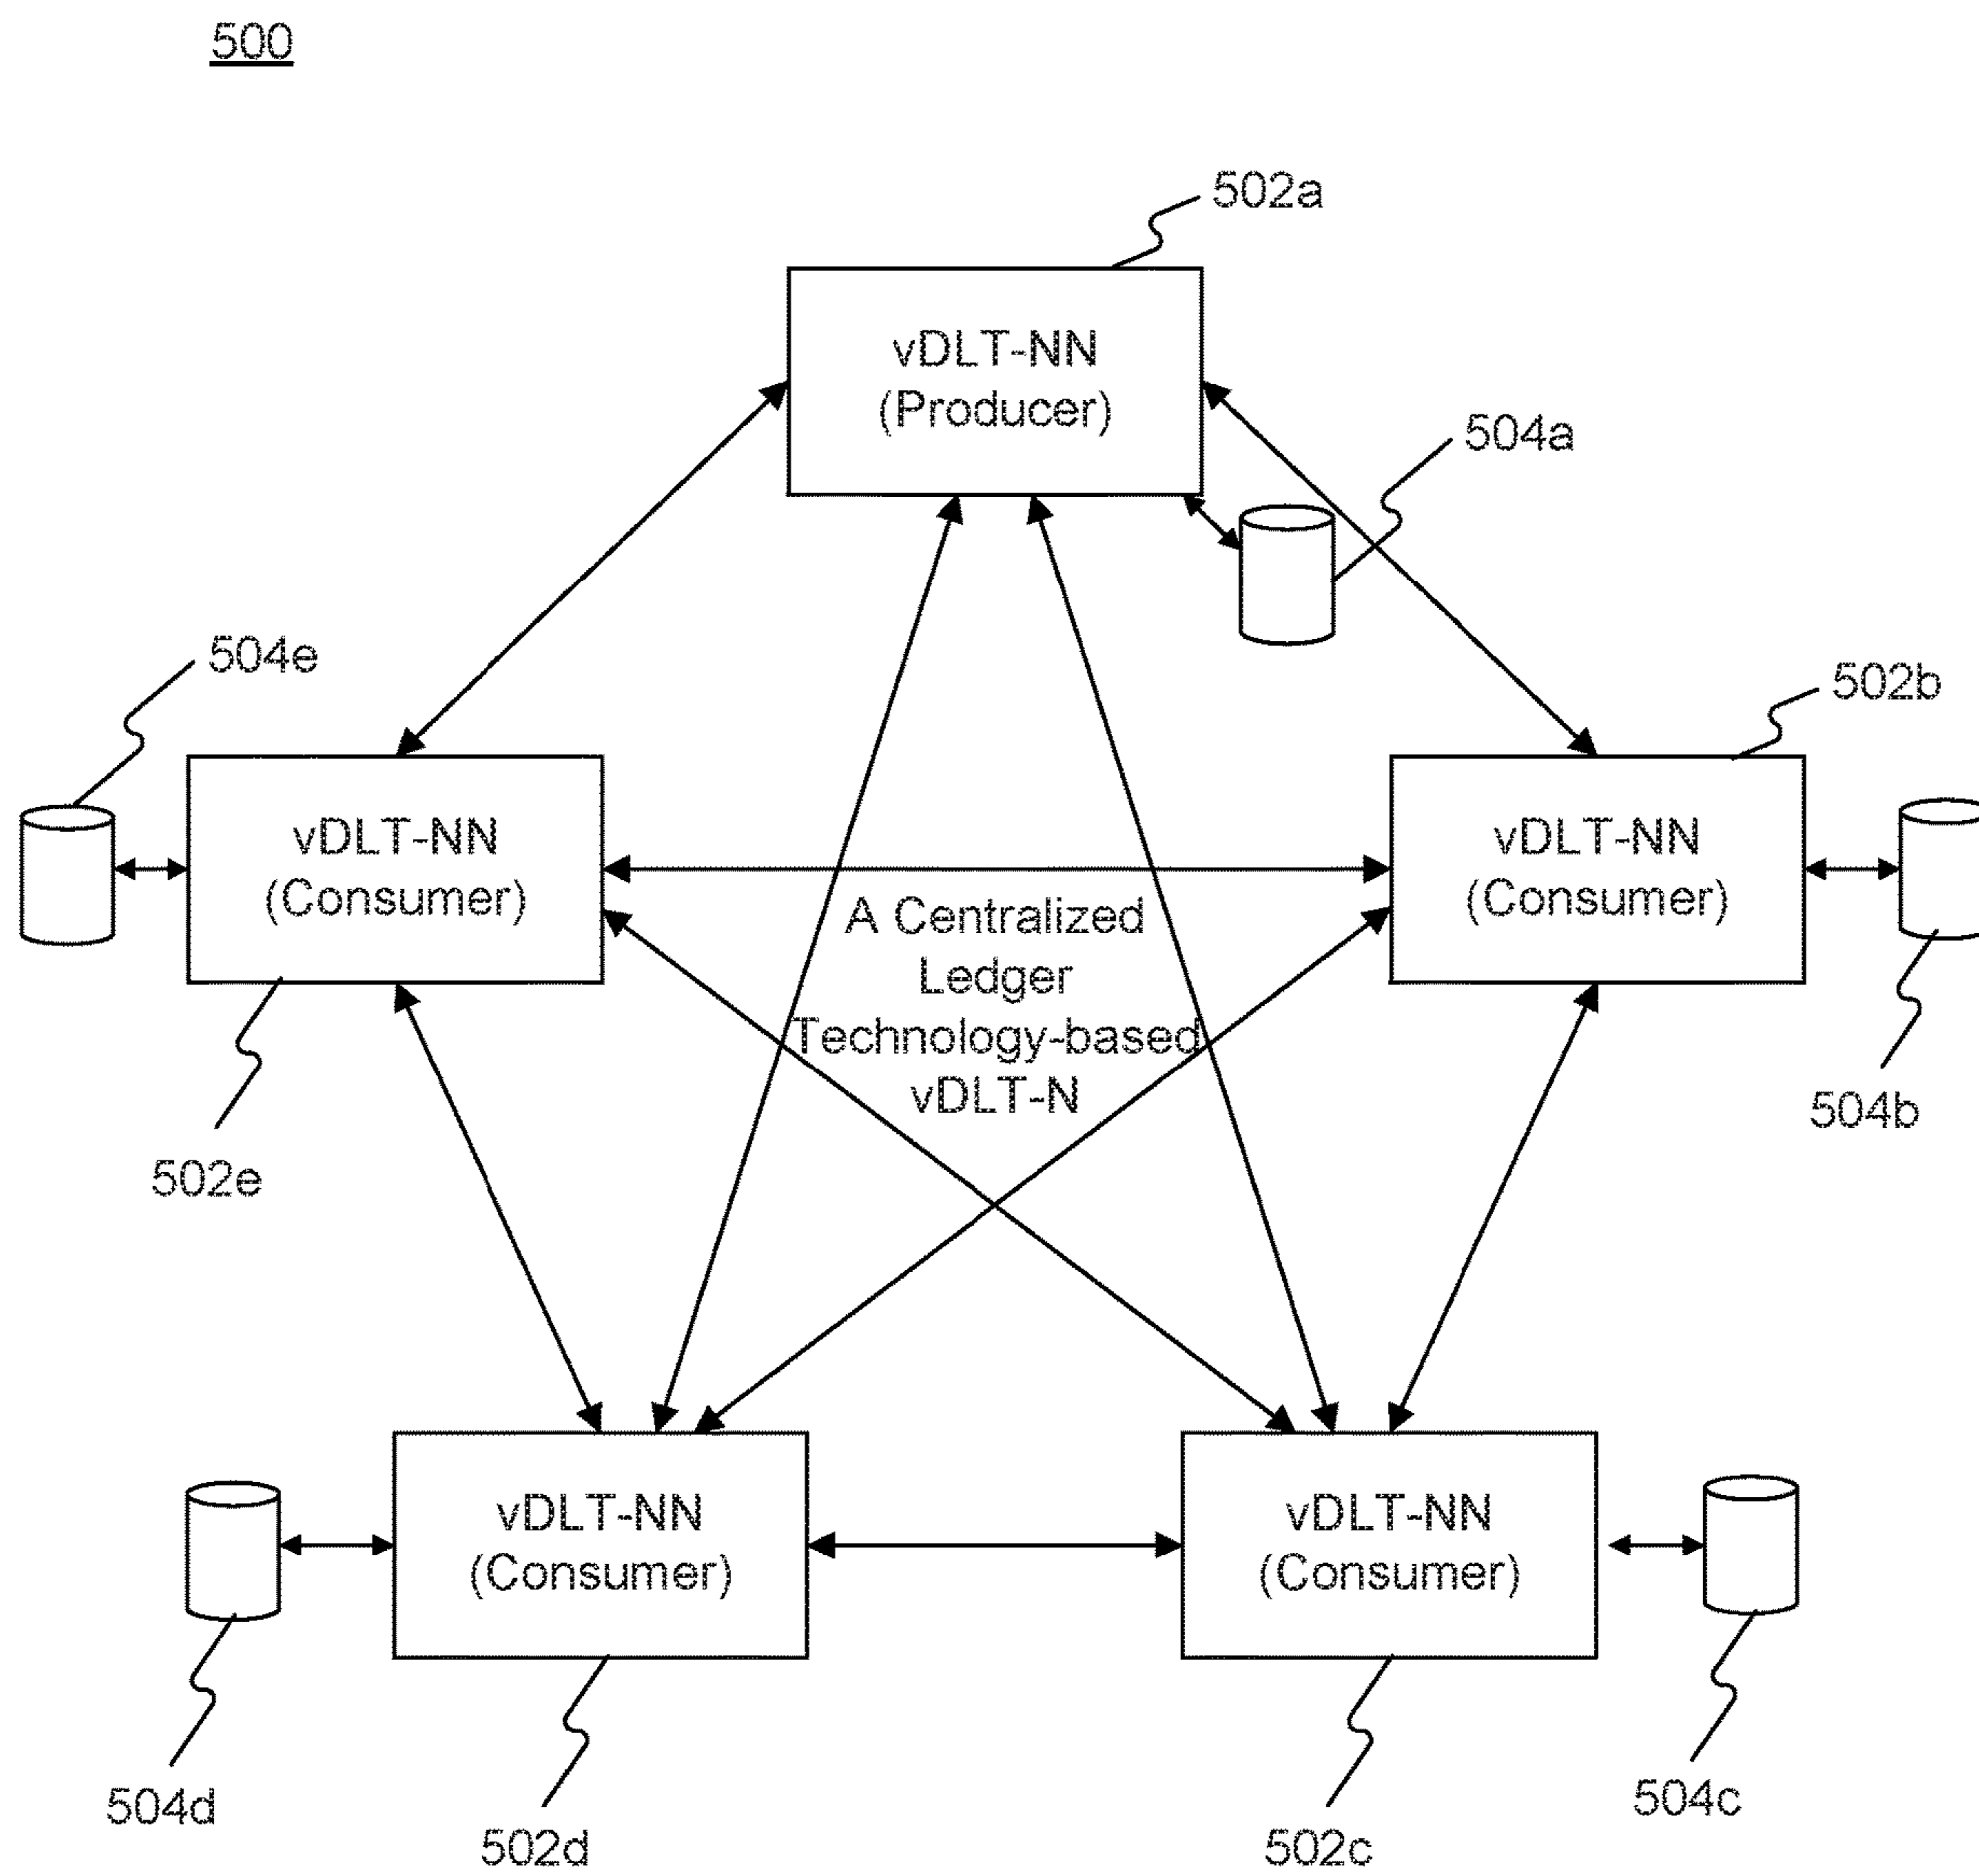 500
502a
vDLT-NN
(Producer)
504a
504e
502b
vDLT-NN
(Consumer)
vDLT-NN
(Consumer)
A Centralized
Ledger
Technology-based
vDLT-N
504b
502e
vDLT-NN
(Consumer)
vDLT-NN
(Consumer)
504d
502d
502c
504c